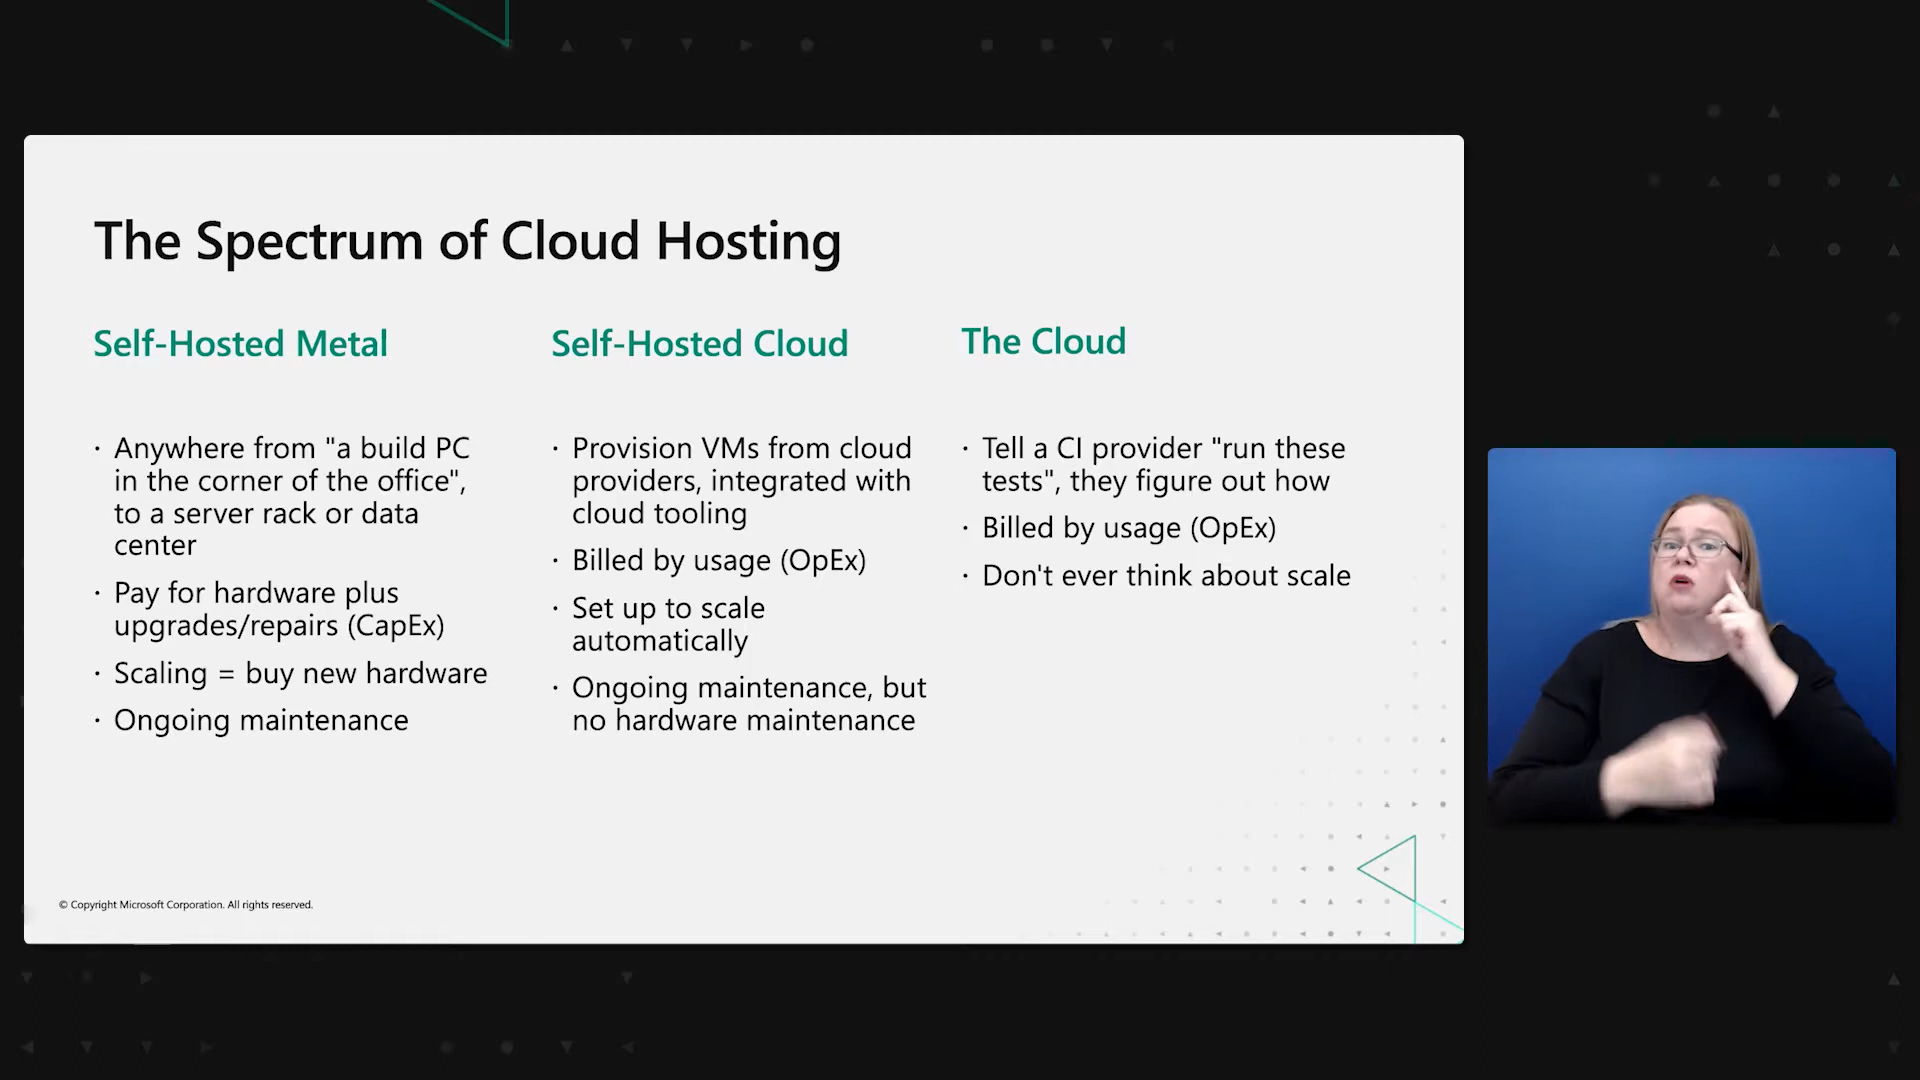 The Spectrum of Cloud Hosting
Self-Hosted Metal
· Anywhere from "a build PC
in the corner of the office",
to a server rack or data
center
· Pay for hardware plus
upgrades/repairs (CapEx)
· Scaling = buy new hardware
· Ongoing maintenance
Self-Hosted Cloud
· Provision VMs from cloud
providers, integrated with
cloud tooling
· Billed by usage (OpEx)
· Set up to scale
automatically
· Ongoing maintenance, but
no hardware maintenance
The Cloud
· Tell a CI provider "run these
tests", they figure out how
· Billed by usage (OpEx)
· Don't ever think about scale
© Copyright Microsoft Corporation. All rights reserved.